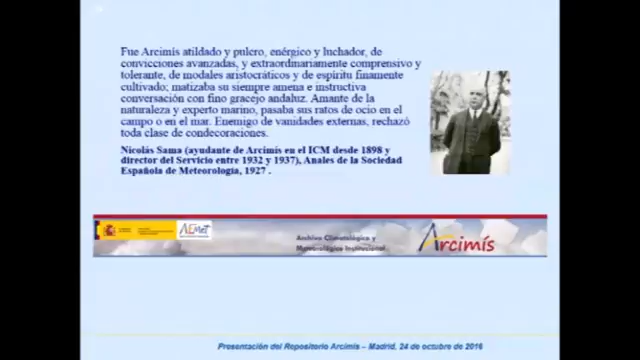 Fue Arcimís atildado y pulcro, enérgico y luchador, de
convicciones avanzadas, y extraordinariamente comprensivo y
tolerante, de modales aristocráticos y de espíritu finamente
cultivado; matizaba su siempre amena e instructiva
conversación con fino gracejo andaluz. Amante de la
naturaleza y experto marino, pasaba sus ratos de ocio en el
campo o en el mar. Enemigo de vanidades externas, rechazó
toda clase de condecoraciones.
Nicolás Sama (ayudante de Arcimís en el ICM desde 1898 y
director del Servicio entre 1932 y 1937), Anales de la Sociedad
Española de Meteorología, 1927 .
AEMet
Archivo Climatológico y
Meteorológico Institucional
Arcimís
Presentación del Repositorio Arcimis – Madrid, 24 de octubre de 2016